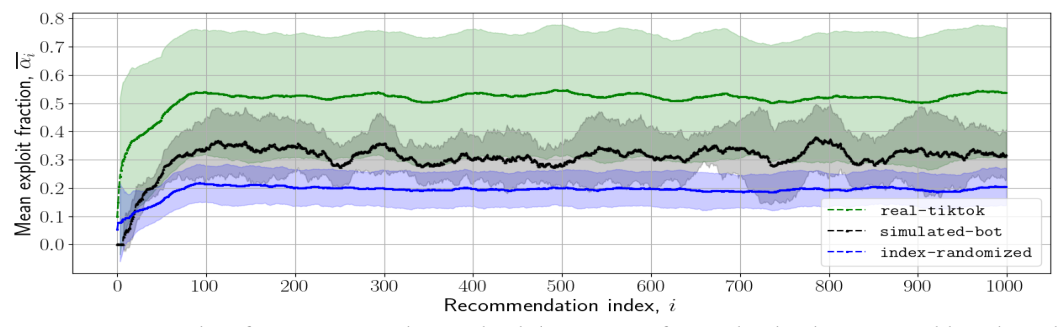 Mean exploit fraction, α̅ᵢ
0.8
0.7
0.6
0.5
0.4
0.3
0.2
0.1
0.0
real-tiktok
simulated-bot
index-randomized
0 100 200 300 400 500 600 700 800 900 1000
Recommendation index, i